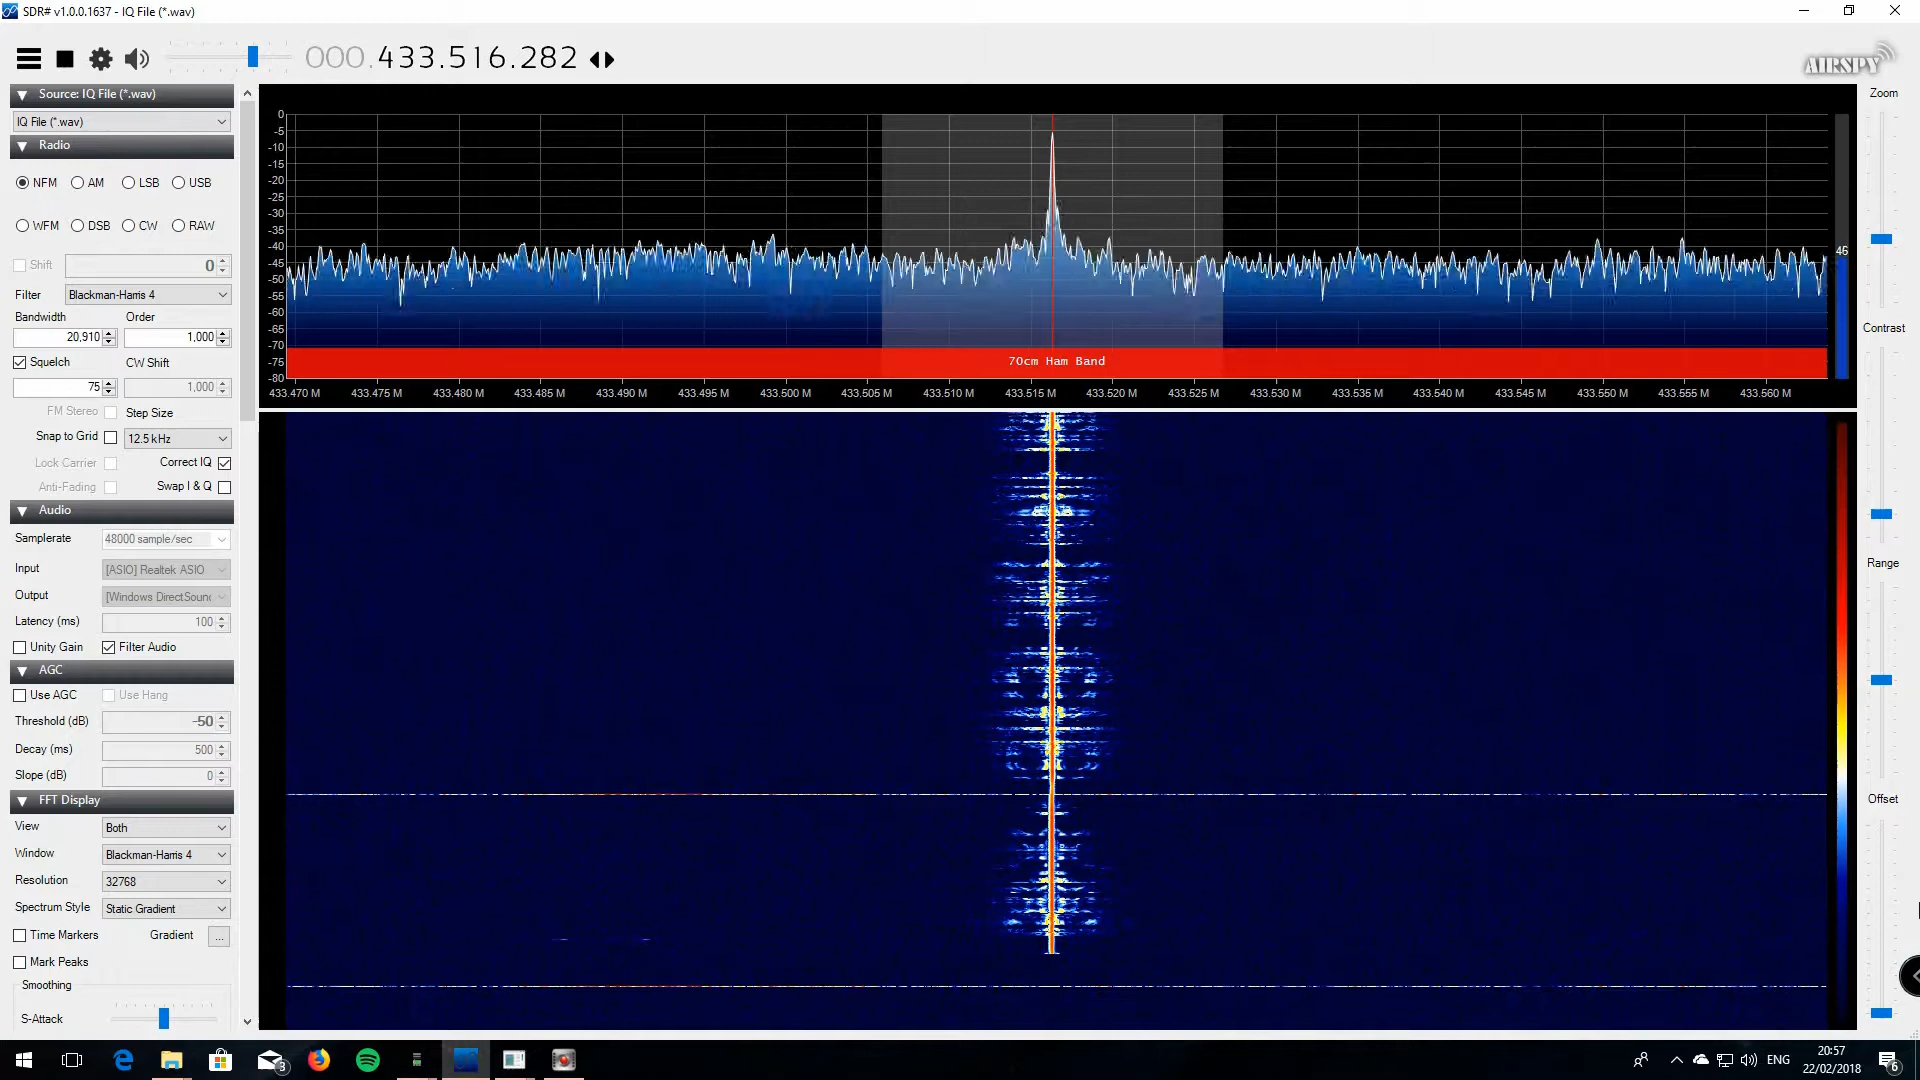 SDR# v1.0.0.1637 - IQ File (*.wav)
000.433.516.282
AIRSPY
Source: IQ File (*.wav)
IQ File (*.wav)
Radio
NFM AM LSB USB
WFM DSB CW RAW
Shift 0
Filter Blackman-Harris 4
Bandwidth Order
20,910 1,000
Squelch CW Shift
75 1,000
FM Stereo Step Size
Snap to Grid 12.5 kHz
Lock Carrier Correct IQ
Anti-Fading Swap I & Q
Audio
Samplerate 48000 sample/sec
Input [ASIO] Realtek ASIO
Output [Windows DirectSound
Latency (ms) 100
Unity Gain Filter Audio
AGC
Use AGC Use Hang
Threshold (dB) -50
Decay (ms) 500
Slope (dB) 0
FFT Display
View Both
Window Blackman-Harris 4
Resolution 32768
Spectrum Style Static Gradient
Time Markers Gradient ...
Mark Peaks
Smoothing
S-Attack
0
-5
-10
-15
-20
-25
-30
-35
-40
-45
-50
-55
-60
-65
-70
-75
-80
46
70cm Ham Band
433.470 M 433.475 M 433.480 M 433.485 M 433.490 M 433.495 M 433.500 M 433.505 M 433.510 M 433.515 M 433.520 M 433.525 M 433.530 M 433.535 M 433.540 M 433.545 M 433.550 M 433.555 M 433.560 M
Zoom
Contrast
Range
Offset
3
ENG
20:57
22/02/2018
6